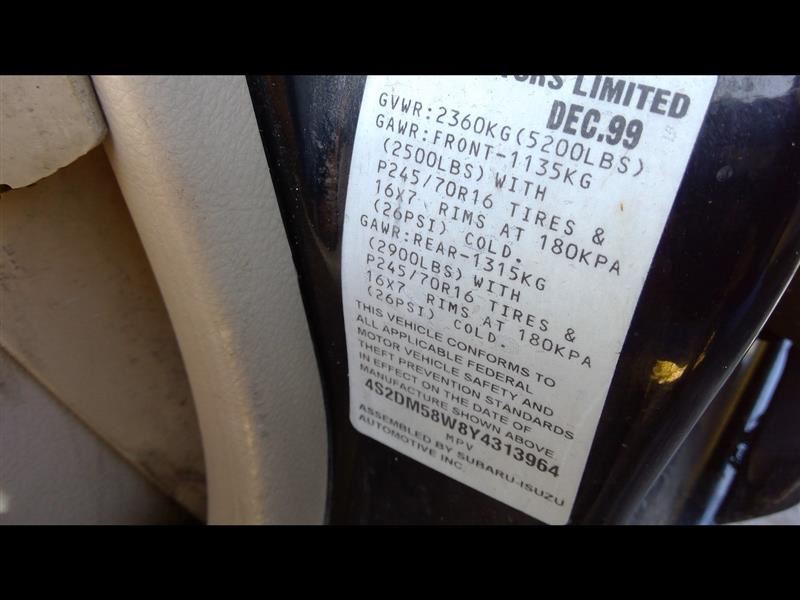 LIMITED
DEC.99
GVWR:2360KG(5200LBS)
GAWR:FRONT-1135KG
(2500LBS) WITH
P245/70R16 TIRES &
16X7 RIMS AT 180KPA
(26PSI) COLD.
GAWR:REAR-1315KG
(2900LBS) WITH
P245/70R16 TIRES &
16X7 RIMS AT 180KPA
(26PSI) COLD.
THIS VEHICLE CONFORMS TO
ALL APPLICABLE FEDERAL
MOTOR VEHICLE SAFETY AND
THEFT PREVENTION STANDARDS
IN EFFECT ON THE DATE OF
MANUFACTURE SHOWN ABOVE.
4S2DM58W8Y4313964
MPV
ASSEMBLED BY SUBARU-ISUZU
AUTOMOTIVE INC.